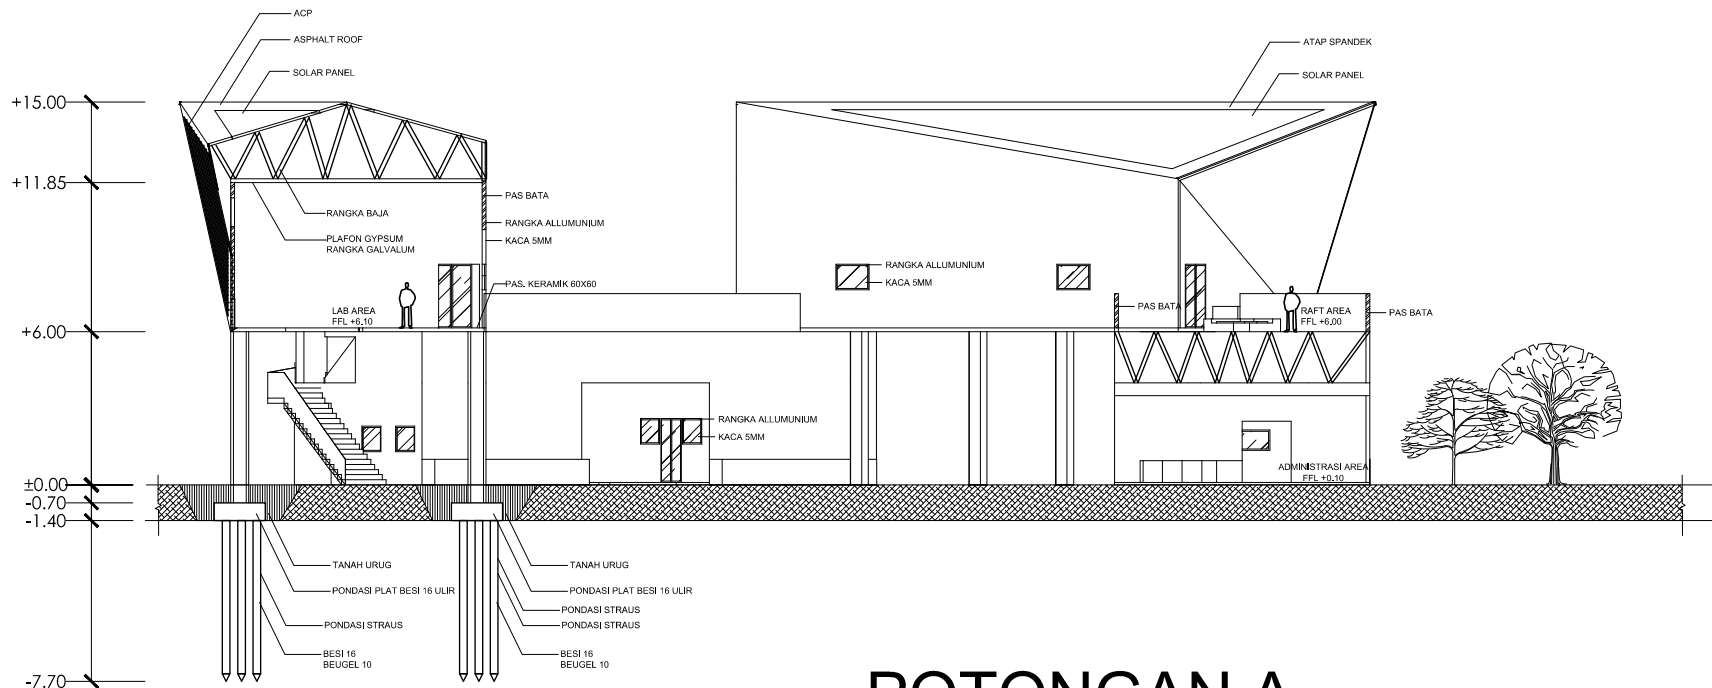 ACP
ASPHALT ROOF
SOLAR PANEL
ATAP SPANDEK
SOLAR PANEL
+15.00
+11.85
+6.00
±0.00
-0.70
-1.40
-7.70
RANGKA BAJA
PLAFON GYPSUM
RANGKA GALVALUM
PAS BATA
RANGKA ALLUMUNIUM
KACA 5MM
PAS. KERAMIK 60X60
LAB AREA
FFL +6.10
RANGKA ALLUMUNIUM
KACA 5MM
PAS BATA
RAFT AREA
FFL +6.00
PAS BATA
RANGKA ALLUMUNIUM
KACA 5MM
ADMINISTRASI AREA
FFL +0.10
TANAH URUG
PONDASI PLAT BESI 16 ULIR
PONDASI STRAUS
BESI 16
BEUGEL 10
TANAH URUG
PONDASI PLAT BESI 16 ULIR
PONDASI STRAUS
PONDASI STRAUS
BESI 16
BEUGEL 10
POTONGAN A